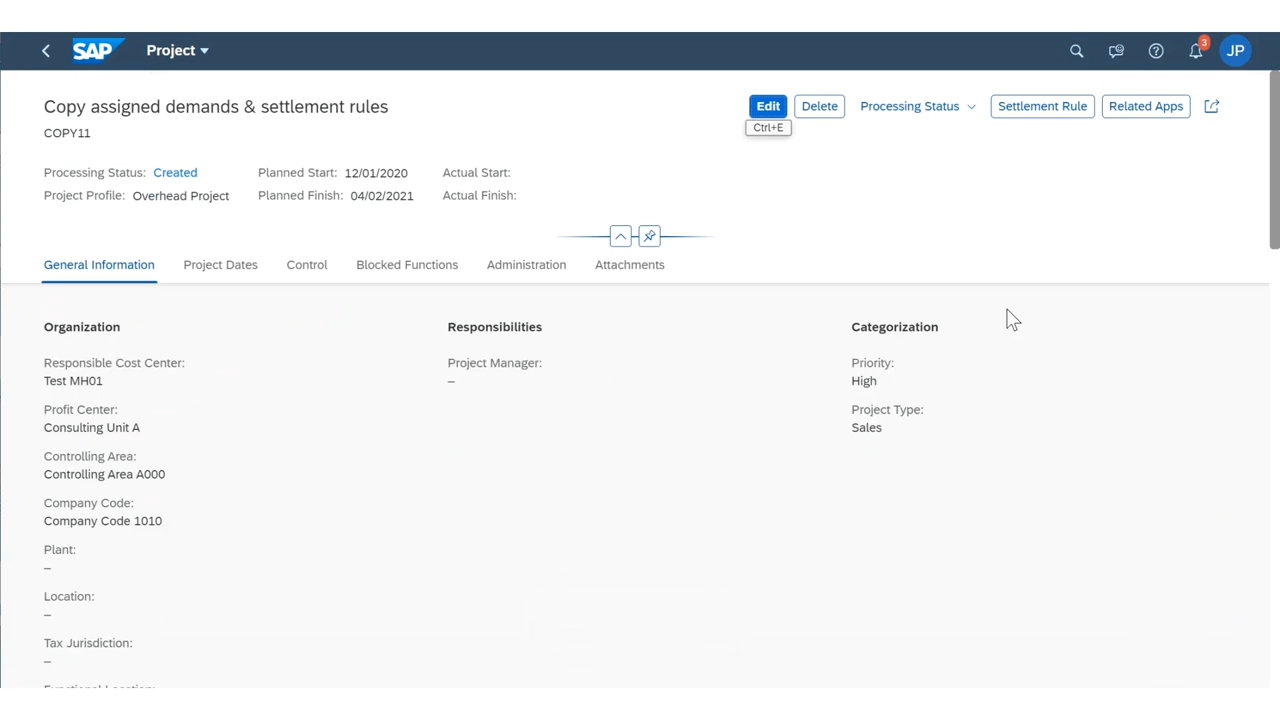 SAP Project
3
JP
Copy assigned demands & settlement rules
COPY11
Edit Delete Processing Status Settlement Rule Related Apps
Ctrl+E
Processing Status: Created Planned Start: 12/01/2020 Actual Start:
Project Profile: Overhead Project Planned Finish: 04/02/2021 Actual Finish:
General Information Project Dates Control Blocked Functions Administration Attachments
Organization
Responsible Cost Center:
Test MH01
Profit Center:
Consulting Unit A
Controlling Area:
Controlling Area A000
Company Code:
Company Code 1010
Plant:
–
Location:
–
Tax Jurisdiction:
–
Functional Location:
Responsibilities
Project Manager:
–
Categorization
Priority:
High
Project Type:
Sales